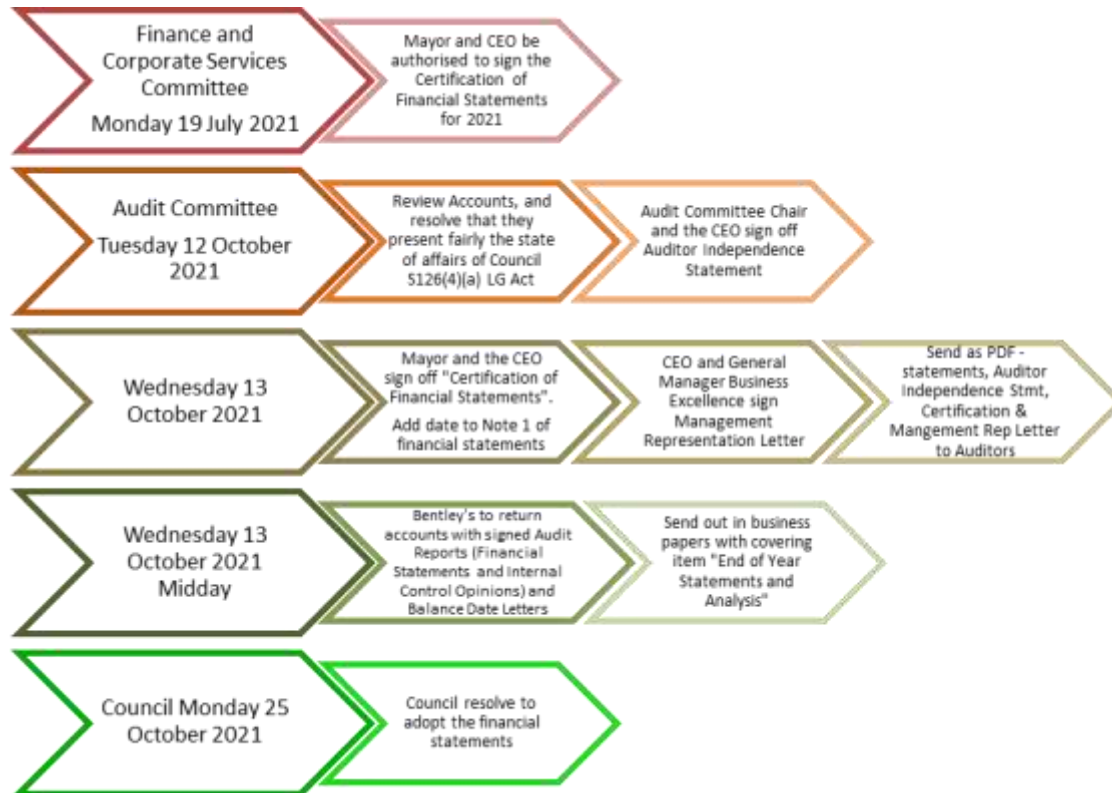 Finance and
Corporate Services
Committee
Monday 19 July 2021
Mayor and CEO be
authorised to sign the
Certification of
Financial Statements
for 2021
Audit Committee
Tuesday 12 October
2021
Review Accounts, and
resolve that they
present fairly the state
of affairs of Council
S126(4)(a) LG Act
Audit Committee Chair
and the CEO sign off
Auditor Independence
Statement
Wednesday 13
October 2021
Mayor and the CEO
sign off "Certification of
Financial Statements".
Add date to Note 1 of
financial statements
CEO and General
Manager Business
Excellence sign
Management
Representation Letter
Send as PDF -
statements, Auditor
Independence Stmt,
Certification &
Mangement Rep Letter
to Auditors
Wednesday 13
October 2021
Midday
Bentley's to return
accounts with signed Audit
Reports (Financial
Statements and Internal
Control Opinions) and
Balance Date Letters
Send out in business
papers with covering
item "End of Year
Statements and
Analysis"
Council Monday 25
October 2021
Council resolve to
adopt the financial
statements